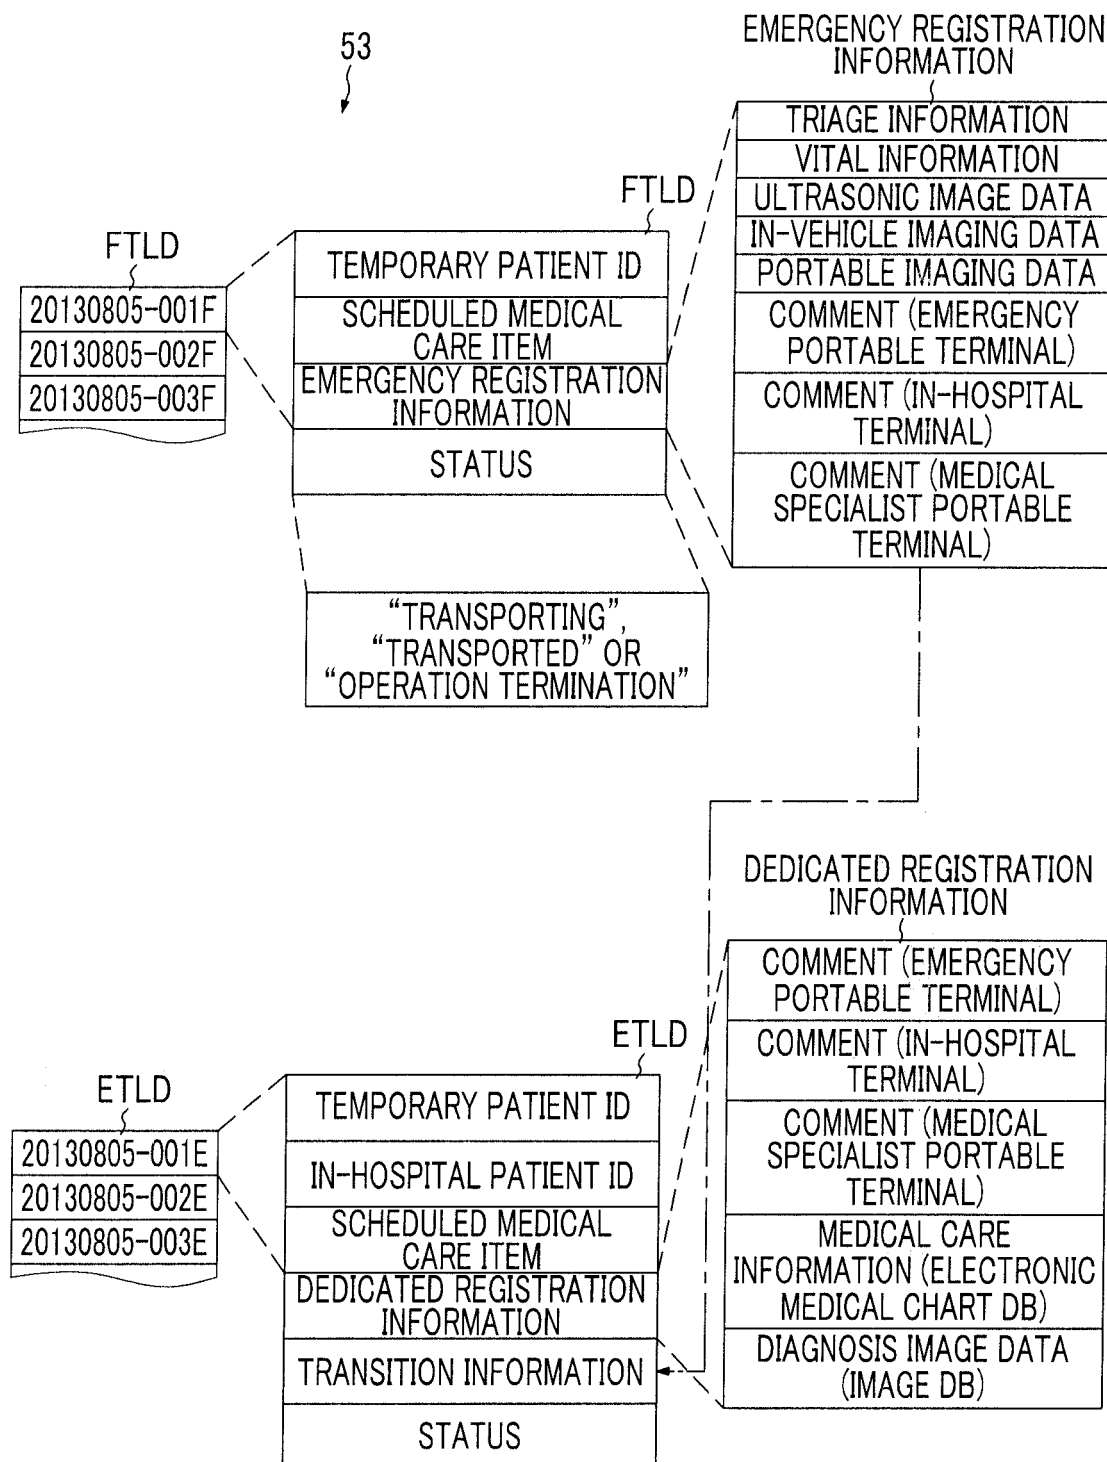 53
EMERGENCY REGISTRATION
INFORMATION
TRIAGE INFORMATION
VITAL INFORMATION
ULTRASONIC IMAGE DATA
IN-VEHICLE IMAGING DATA
PORTABLE IMAGING DATA
COMMENT (EMERGENCY
PORTABLE TERMINAL)
COMMENT (IN-HOSPITAL
TERMINAL)
COMMENT (MEDICAL
SPECIALIST PORTABLE
TERMINAL)
FTLD
20130805-001F
20130805-002F
20130805-003F
FTLD
TEMPORARY PATIENT ID
SCHEDULED MEDICAL
CARE ITEM
EMERGENCY REGISTRATION
INFORMATION
STATUS
“TRANSPORTING”,
“TRANSPORTED” OR
“OPERATION TERMINATION”
DEDICATED REGISTRATION
INFORMATION
COMMENT (EMERGENCY
PORTABLE TERMINAL)
COMMENT (IN-HOSPITAL
TERMINAL)
COMMENT (MEDICAL
SPECIALIST PORTABLE
TERMINAL)
MEDICAL CARE
INFORMATION (ELECTRONIC
MEDICAL CHART DB)
DIAGNOSIS IMAGE DATA
(IMAGE DB)
ETLD
20130805-001E
20130805-002E
20130805-003E
ETLD
TEMPORARY PATIENT ID
IN-HOSPITAL PATIENT ID
SCHEDULED MEDICAL
CARE ITEM
DEDICATED REGISTRATION
INFORMATION
TRANSITION INFORMATION
STATUS